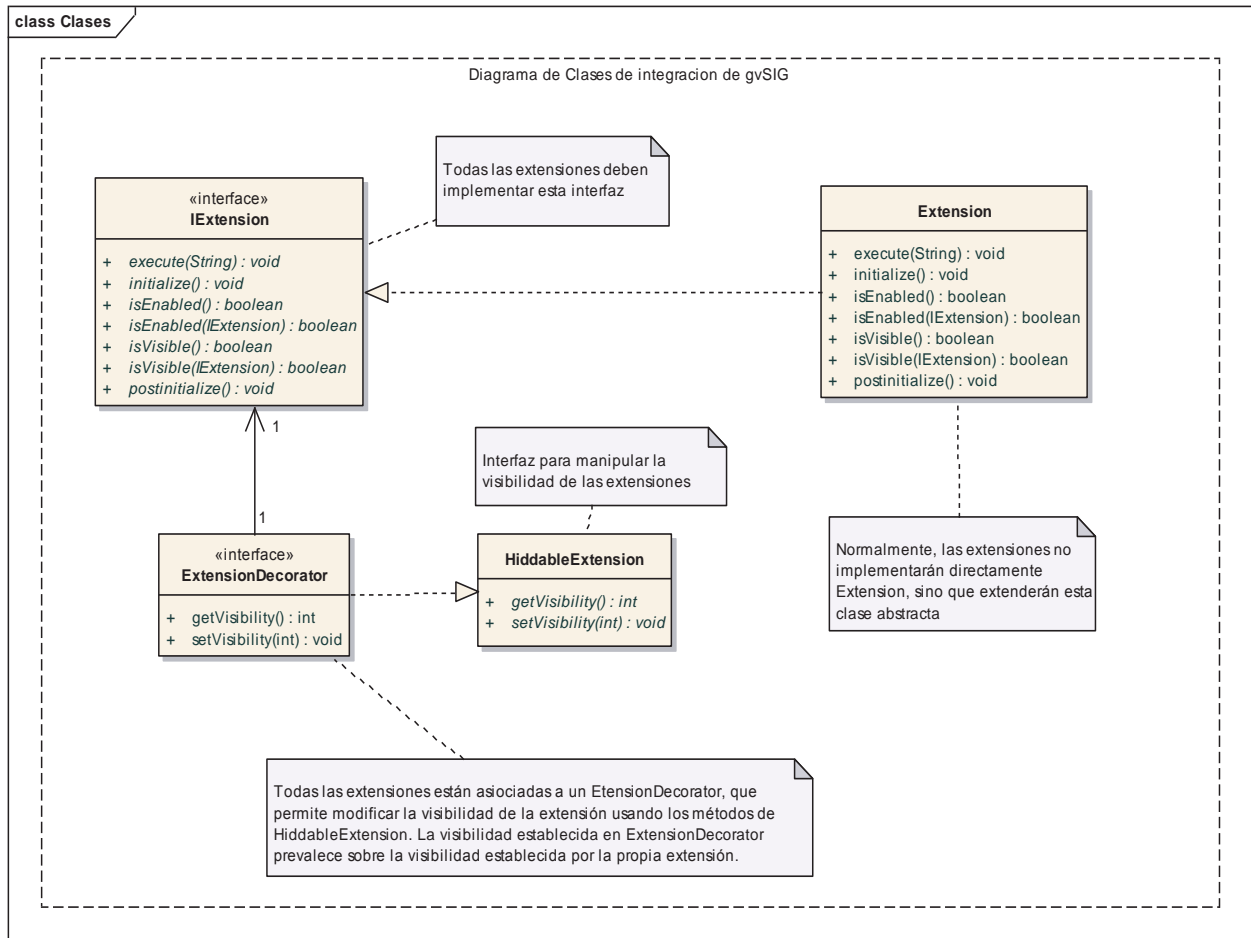 class Clases
Diagrama de Clases de integracion de gvSIG
Todas las extensiones deben
implementar esta interfaz
«interface»
IExtension
+ execute(String) : void
+ initialize() : void
+ isEnabled() : boolean
+ isEnabled(IExtension) : boolean
+ isVisible() : boolean
+ isVisible(IExtension) : boolean
+ postinitialize() : void
Extension
+ execute(String) : void
+ initialize() : void
+ isEnabled() : boolean
+ isEnabled(IExtension) : boolean
+ isVisible() : boolean
+ isVisible(IExtension) : boolean
+ postinitialize() : void
1
1
Interfaz para manipular la
visibilidad de las extensiones
«interface»
ExtensionDecorator
+ getVisibility() : int
+ setVisibility(int) : void
HiddableExtension
+ getVisibility() : int
+ setVisibility(int) : void
Normalmente, las extensiones no
implementarán directamente
Extension, sino que extenderán esta
clase abstracta
Todas las extensiones están asiociadas a un EtensionDecorator, que
permite modificar la visibilidad de la extensión usando los métodos de
HiddableExtension. La visibilidad establecida en ExtensionDecorator
prevalece sobre la visibilidad establecida por la propia extensión.